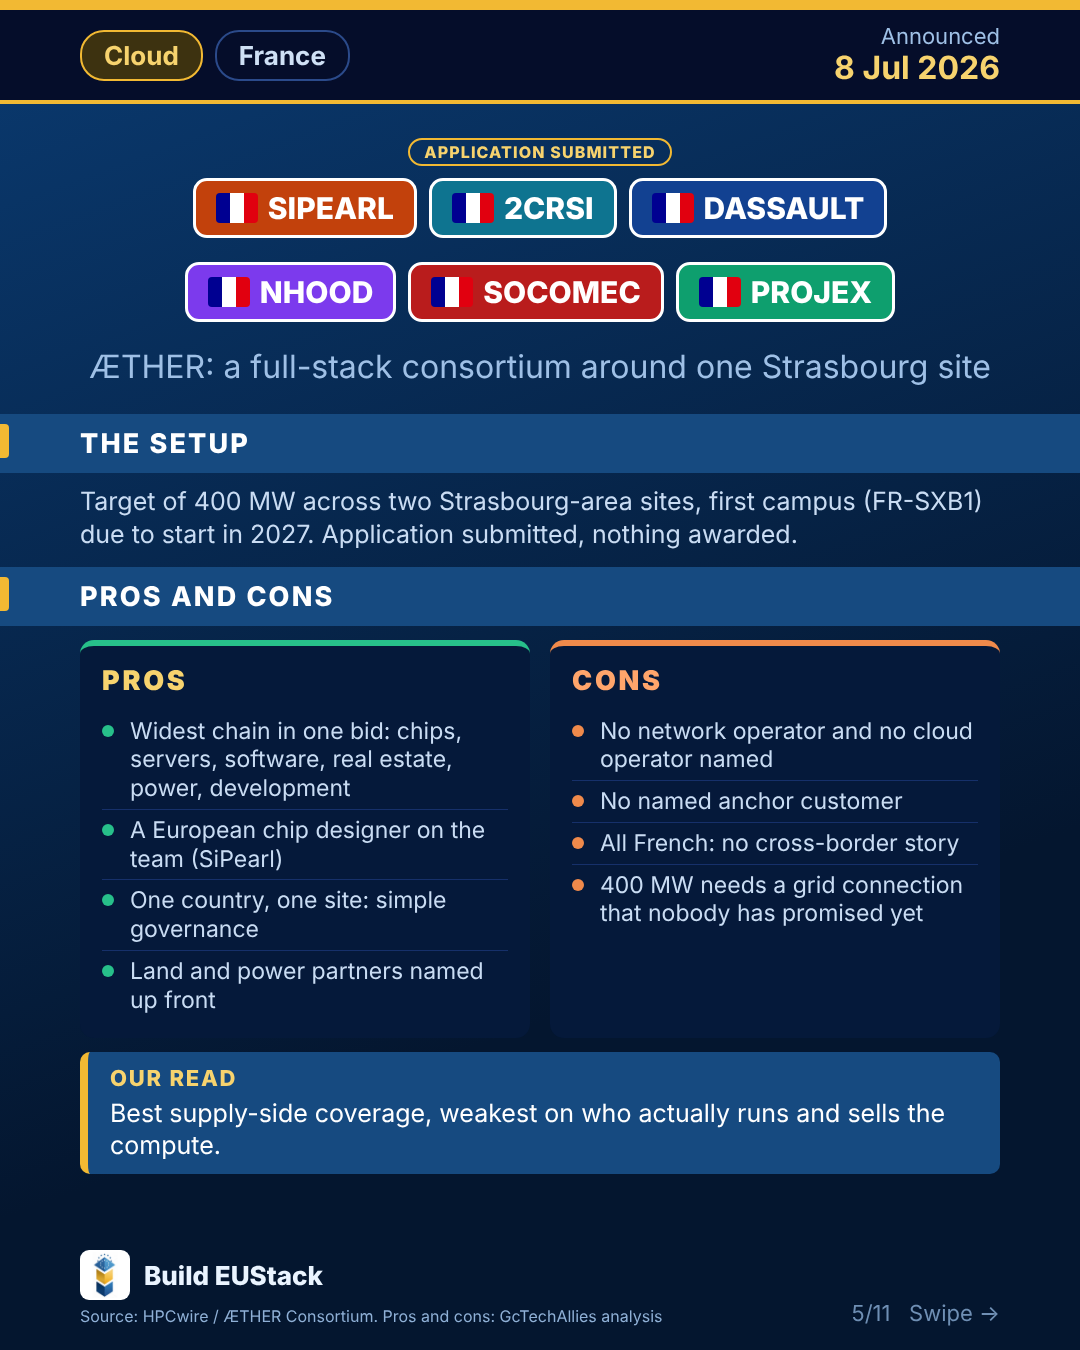 Cloud
France
Announced
8 Jul 2026
APPLICATION SUBMITTED
SIPEARL
2CRSI
DASSAULT
NHOOD
SOCOMEC
PROJEX
ÆTHER: a full-stack consortium around one Strasbourg site
THE SETUP
Target of 400 MW across two Strasbourg-area sites, first campus (FR-SXB1)
due to start in 2027. Application submitted, nothing awarded.
PROS AND CONS
PROS
Widest chain in one bid: chips,
servers, software, real estate,
power, development
A European chip designer on the
team (SiPearl)
One country, one site: simple
governance
Land and power partners named
up front
CONS
No network operator and no cloud
operator named
No named anchor customer
All French: no cross-border story
400 MW needs a grid connection
that nobody has promised yet
OUR READ
Best supply-side coverage, weakest on who actually runs and sells the
compute.
Build EUStack
Source: HPCwire / ÆTHER Consortium. Pros and cons: GcTechAllies analysis
5/11 Swipe →